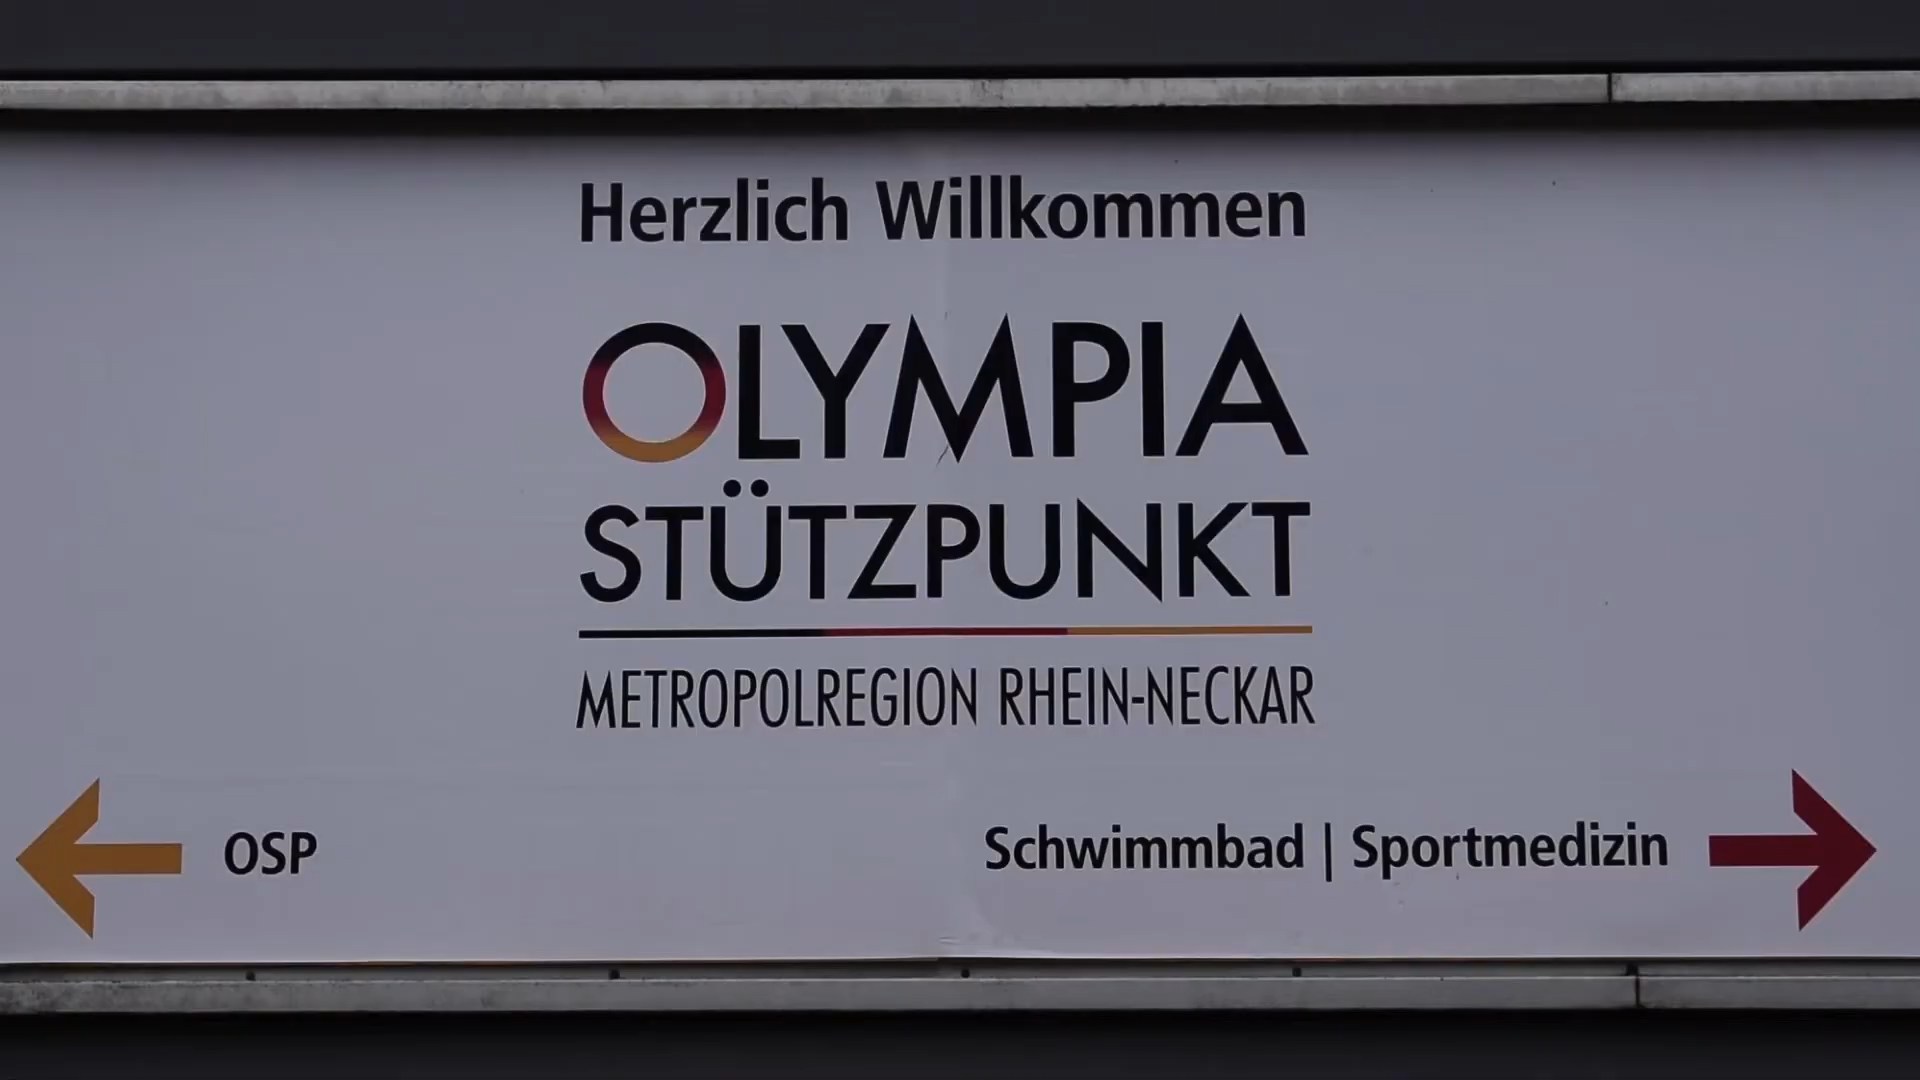 Herzlich Willkommen
OLYMPIA
STÜTZPUNKT
METROPOLREGION RHEIN-NECKAR
OSP
Schwimmbad | Sportmedizin